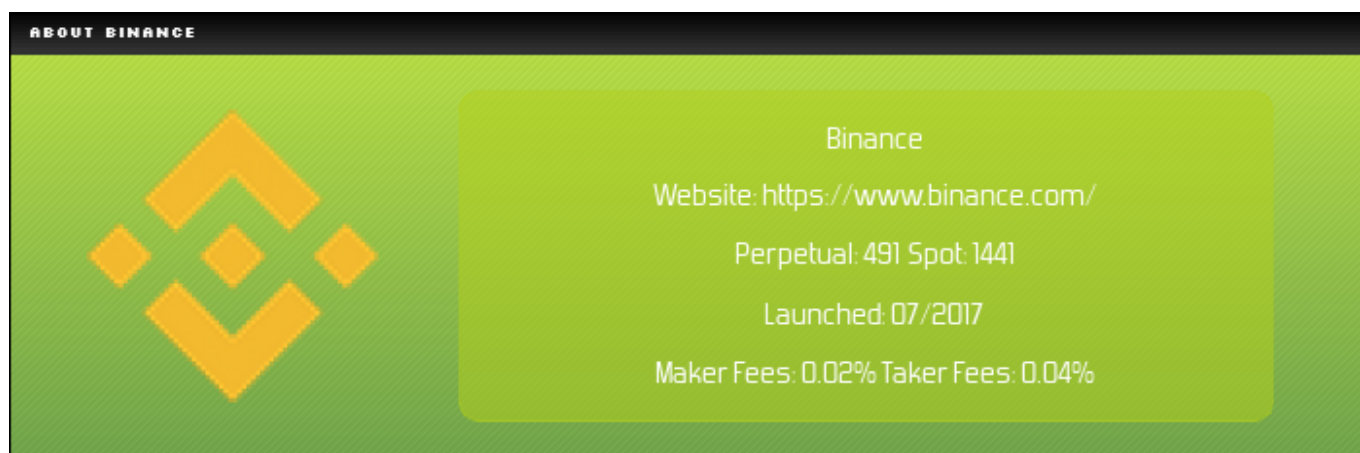 ABOUT BINANCE
Binance
Website: https://www.binance.com/
Perpetual: 491 Spot: 1441
Launched: 07/2017
Maker Fees: 0.02% Taker Fees: 0.04%